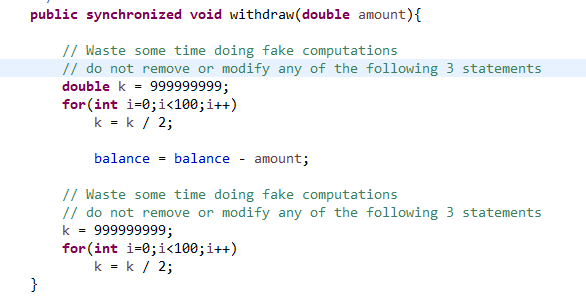 public synchronized void withdraw(double amount){
// Waste some time doing fake computations
// do not remove or modify any of the following 3 statements
double k = 999999999;
for(int i=0;i<100;i++)
k = k / 2;
balance = balance - amount;
// Waste some time doing fake computations
// do not remove or modify any of the following 3 statements
k = 999999999;
for(int i=0;i<100;i++)
k = k / 2;
}